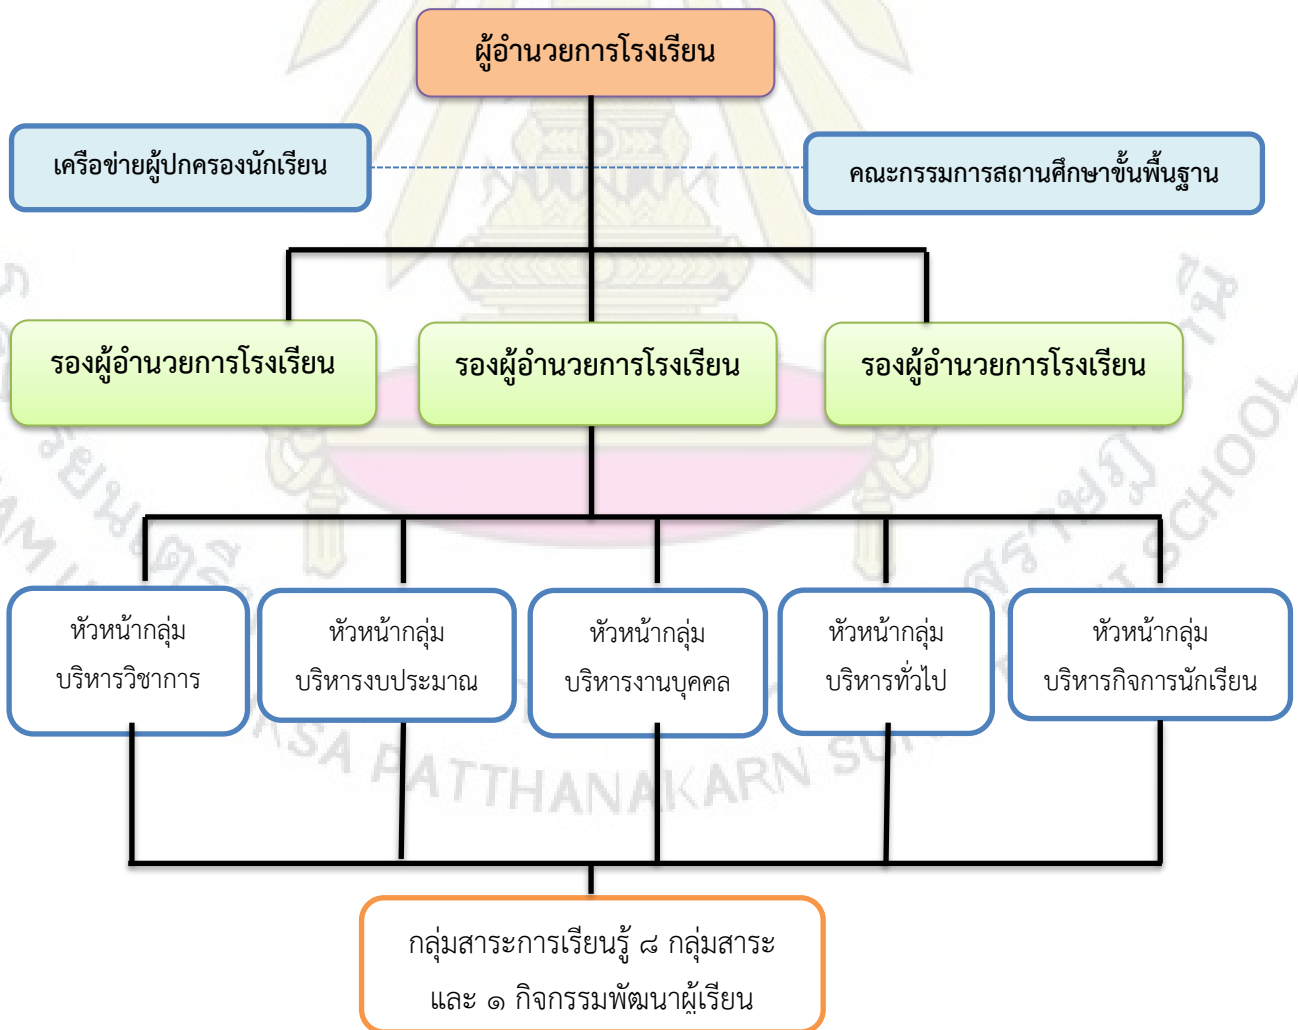 ผู้อำนวยการโรงเรียน
เครือข่ายผู้ปกครองนักเรียน
คณะกรรมการสถานศึกษาขั้นพื้นฐาน
รองผู้อำนวยการโรงเรียน
รองผู้อำนวยการโรงเรียน
รองผู้อำนวยการโรงเรียน
หัวหน้ากลุ่ม
บริหารวิชาการ
หัวหน้ากลุ่ม
บริหารงบประมาณ
หัวหน้ากลุ่ม
บริหารงานบุคคล
หัวหน้ากลุ่ม
บริหารทั่วไป
หัวหน้ากลุ่ม
บริหารกิจการนักเรียน
กลุ่มสาระการเรียนรู้ ๘ กลุ่มสาระ
และ ๑ กิจกรรมพัฒนาผู้เรียน
PATTHANAKARN
SCHOOL